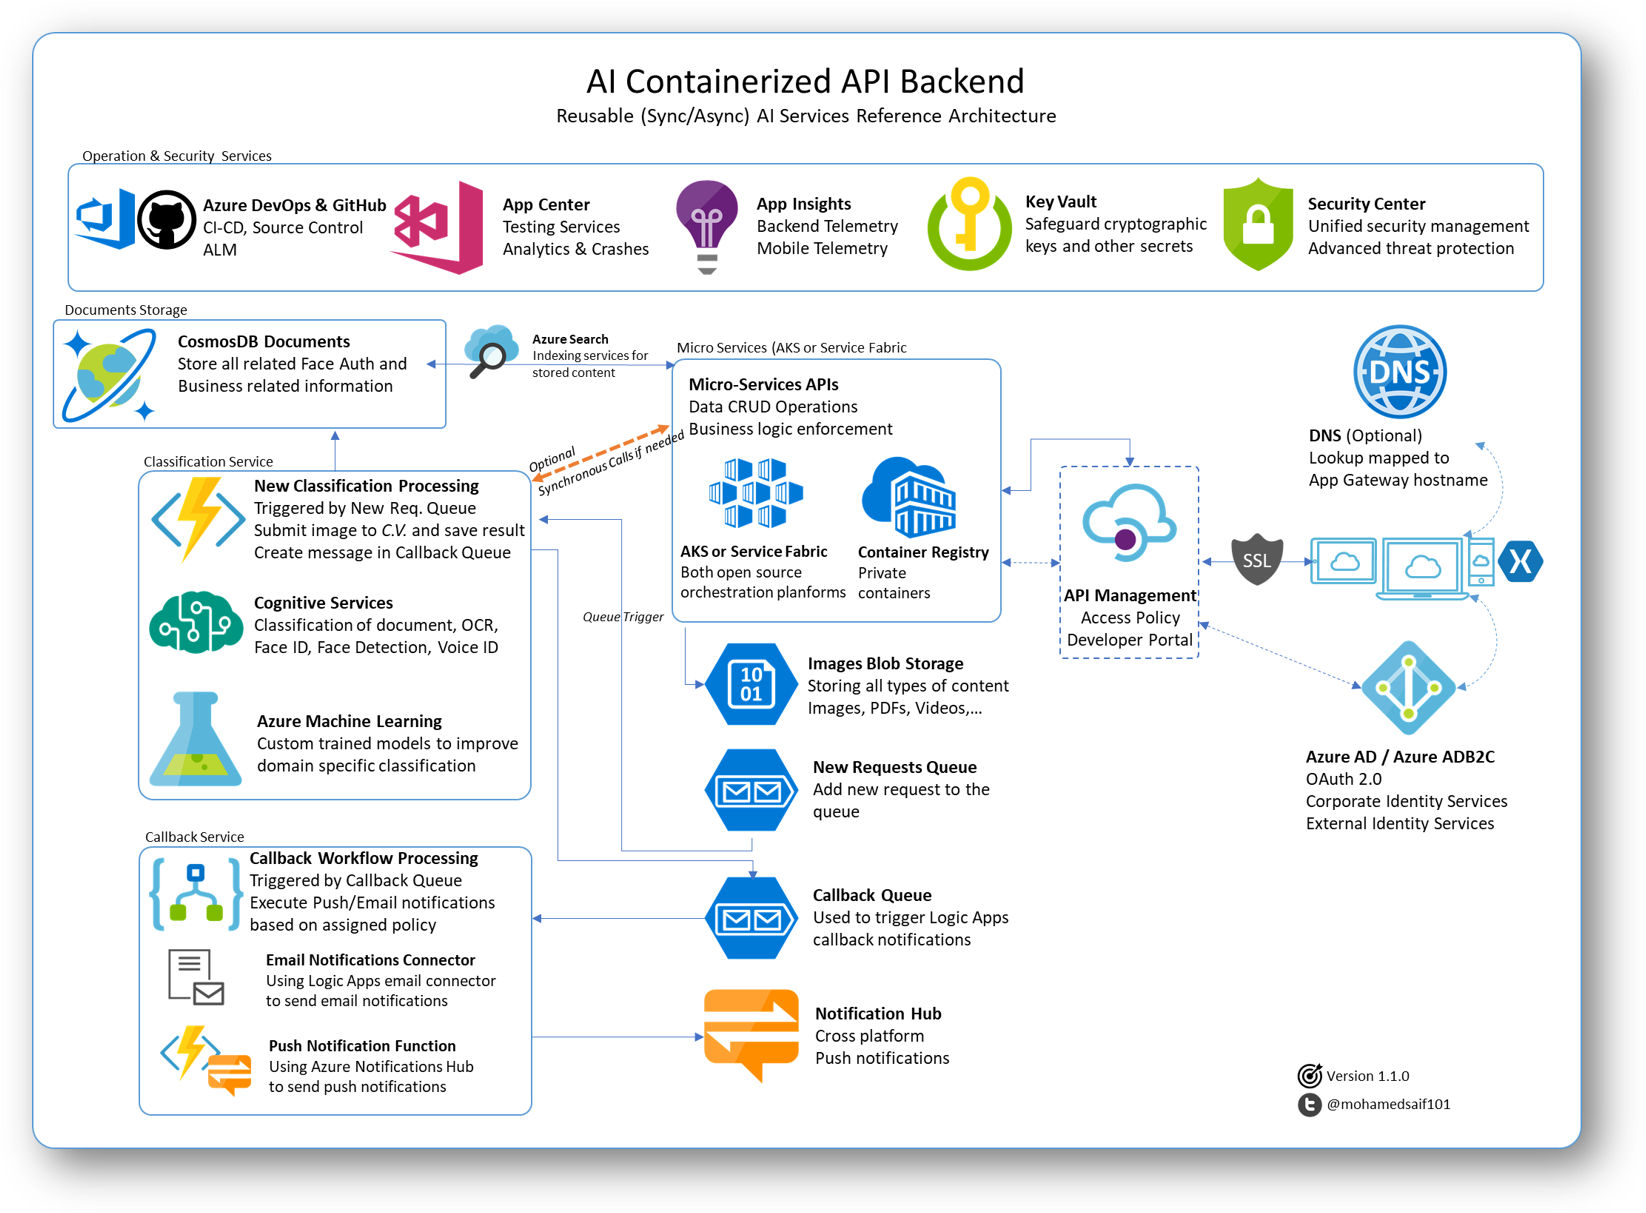 AI Containerized API Backend
Reusable (Sync/Async) AI Services Reference Architecture
Operation & Security Services
Azure DevOps & GitHub
CI-CD, Source Control
ALM
App Center
Testing Services
Analytics & Crashes
App Insights
Backend Telemetry
Mobile Telemetry
Key Vault
Safeguard cryptographic
keys and other secrets
Security Center
Unified security management
Advanced threat protection
Documents Storage
CosmosDB Documents
Store all related Face Auth and
Business related information
Azure Search
Indexing services for
stored content
Micro Services (AKS or Service Fabric
Micro-Services APIs
Data CRUD Operations
Business logic enforcement
AKS or Service Fabric
Both open source
orchestration planforms
Container Registry
Private
containers
DNS
DNS (Optional)
Lookup mapped to
App Gateway hostname
Optional
Synchronous Calls if needed
Classification Service
New Classification Processing
Triggered by New Req. Queue
Submit image to C.V. and save result
Create message in Callback Queue
Cognitive Services
Classification of document, OCR,
Face ID, Face Detection, Voice ID
Azure Machine Learning
Custom trained models to improve
domain specific classification
Queue Trigger
API Management
Access Policy
Developer Portal
SSL
X
Azure AD / Azure ADB2C
OAuth 2.0
Corporate Identity Services
External Identity Services
10
01
Images Blob Storage
Storing all types of content
Images, PDFs, Videos,...
New Requests Queue
Add new request to the
queue
Callback Queue
Used to trigger Logic Apps
callback notifications
Notification Hub
Cross platform
Push notifications
Callback Service
Callback Workflow Processing
Triggered by Callback Queue
Execute Push/Email notifications
based on assigned policy
Email Notifications Connector
Using Logic Apps email connector
to send email notifications
Push Notification Function
Using Azure Notifications Hub
to send push notifications
Version 1.1.0
@mohamedsaif101